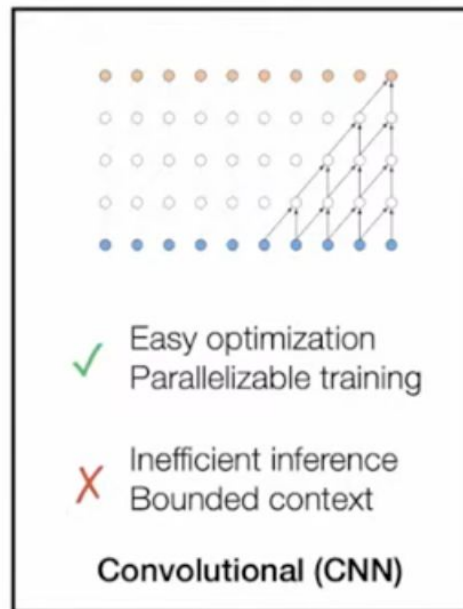 Easy optimization
Parallelizable training
Inefficient inference
Bounded context
Convolutional (CNN)